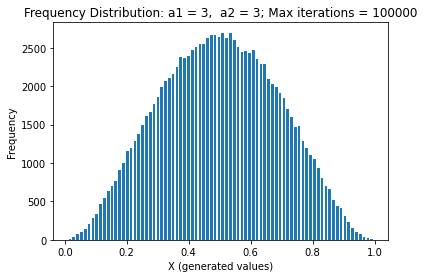 Frequency Distribution: a1 = 3,  a2 = 3; Max iterations = 100000
2500
2000
1500
1000
500
0
Frequency
0.0 0.2 0.4 0.6 0.8 1.0
X (generated values)